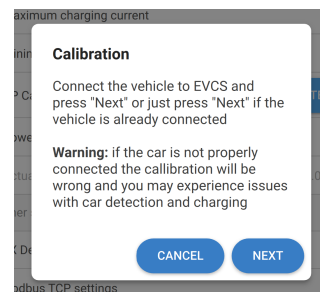 aximum charging current
Calibration
Connect the vehicle to EVCS and
press "Next" or just press "Next" if the
vehicle is already connected
Warning: if the car is not properly
connected the callibration will be
wrong and you may experience issues
with car detection and charging
CANCEL
NEXT
odbus TCP settings